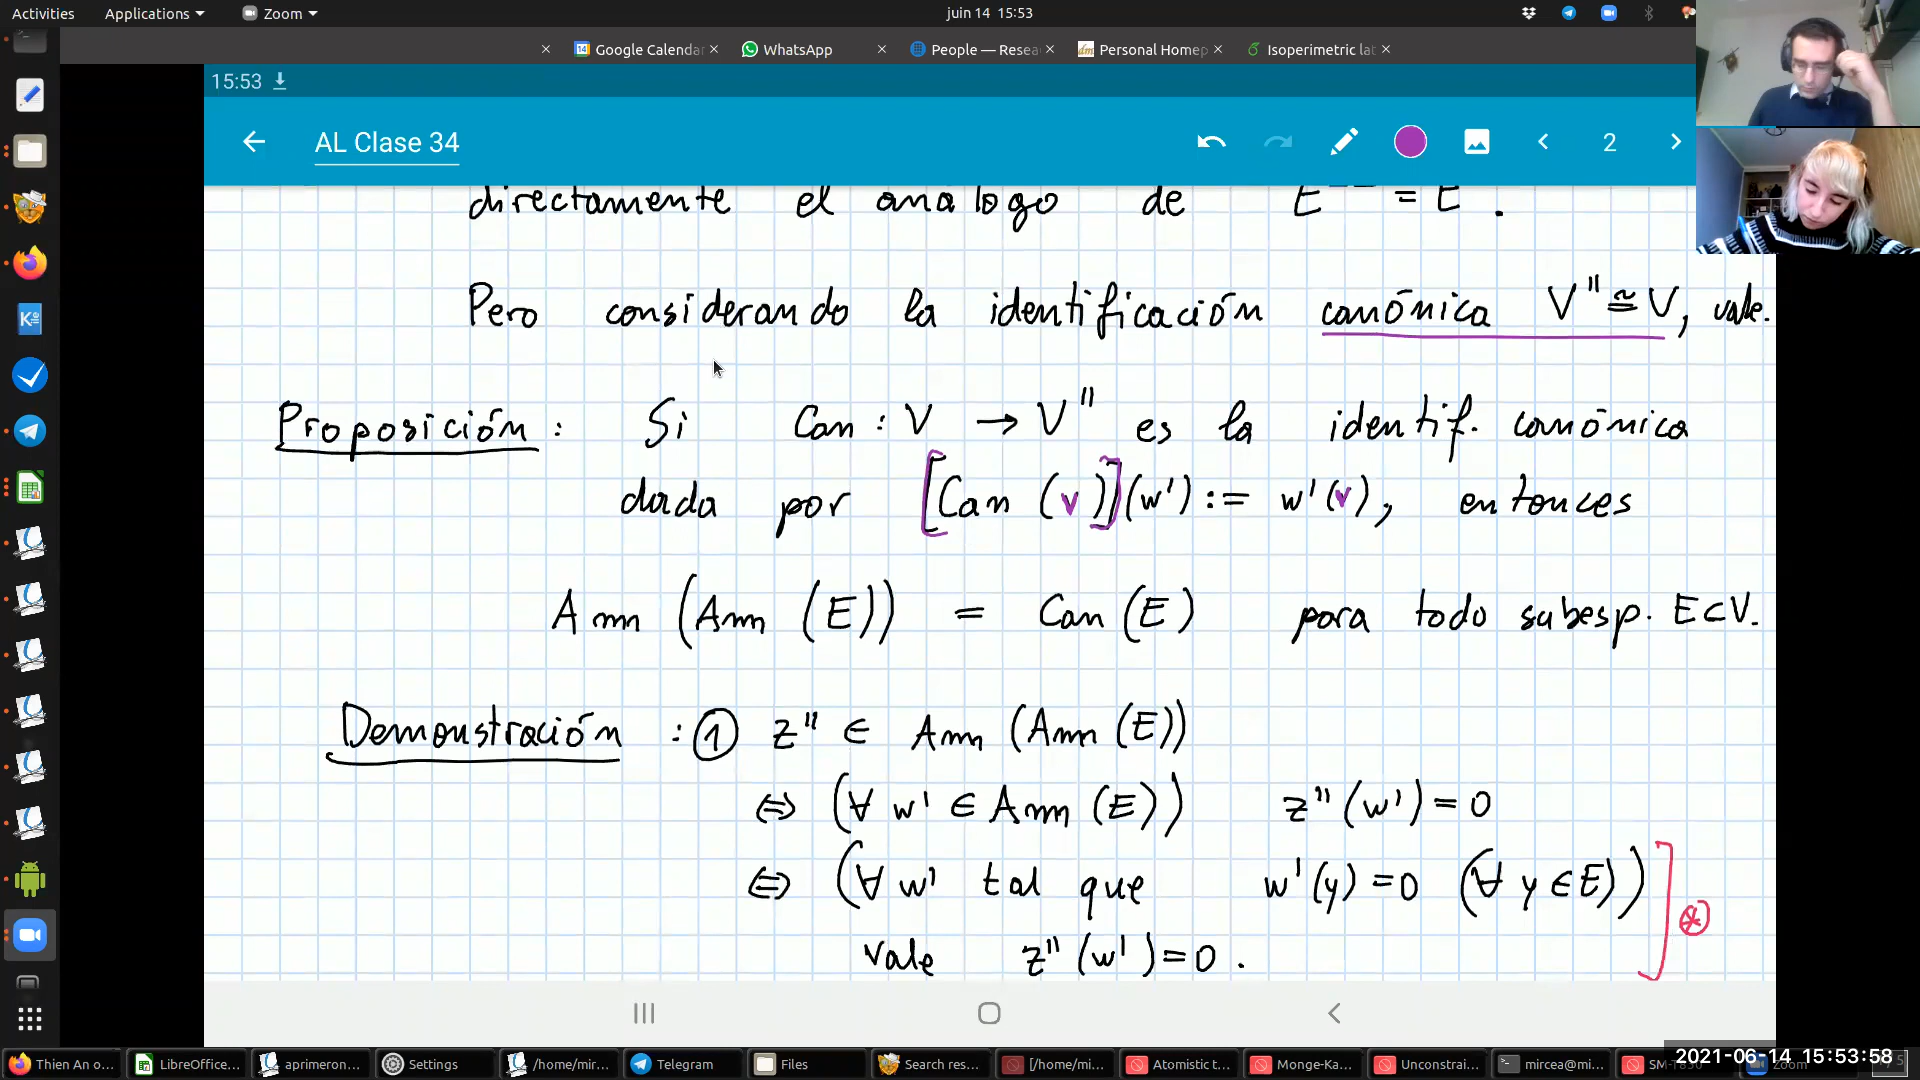 Activities Applications Zoom juin 14 15:53
Google Calenda WhatsApp People — Resea Personal Homep Isoperimetric lat
15:53
AL Clase 34 2
directamente el analogo de E = E .
Pero considerando la identificación canónica V'' ≅ V, vale.
Proposición : Si Can : V → V'' es la identif. canónica
dada por [Can (v)](w') := w'(v), entonces
Ann (Ann (E)) = Can (E) para todo subesp. E⊂V.
Demonstración : ① z'' ∈ Ann (Ann (E))
⇔ (∀ w' ∈ Ann (E)) z''(w') = 0
⇔ (∀ w' tal que w'(y) = 0 (∀ y ∈ E)) ⊛
vale z''(w') = 0 .
Thien An o... LibreOffice... aprimeron... Settings /home/mir... Telegram Files Search res... [/home/mi... Atomistic t... Monge-Ka... Unconstrai... mircea@mi...
2021-06-14 15:53:58